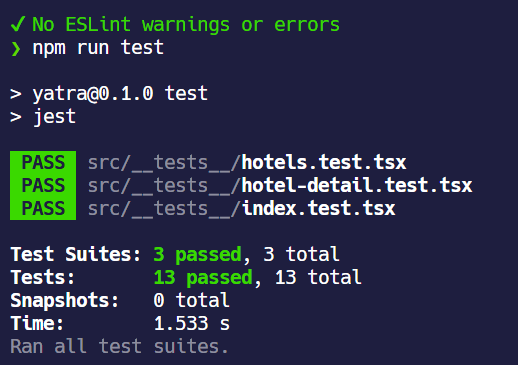 ✔ No ESLint warnings or errors
❯ npm run test
> yatra@0.1.0 test
> jest
PASS src/__tests__/hotels.test.tsx
PASS src/__tests__/hotel-detail.test.tsx
PASS src/__tests__/index.test.tsx
Test Suites: 3 passed, 3 total
Tests: 13 passed, 13 total
Snapshots: 0 total
Time: 1.533 s
Ran all test suites.